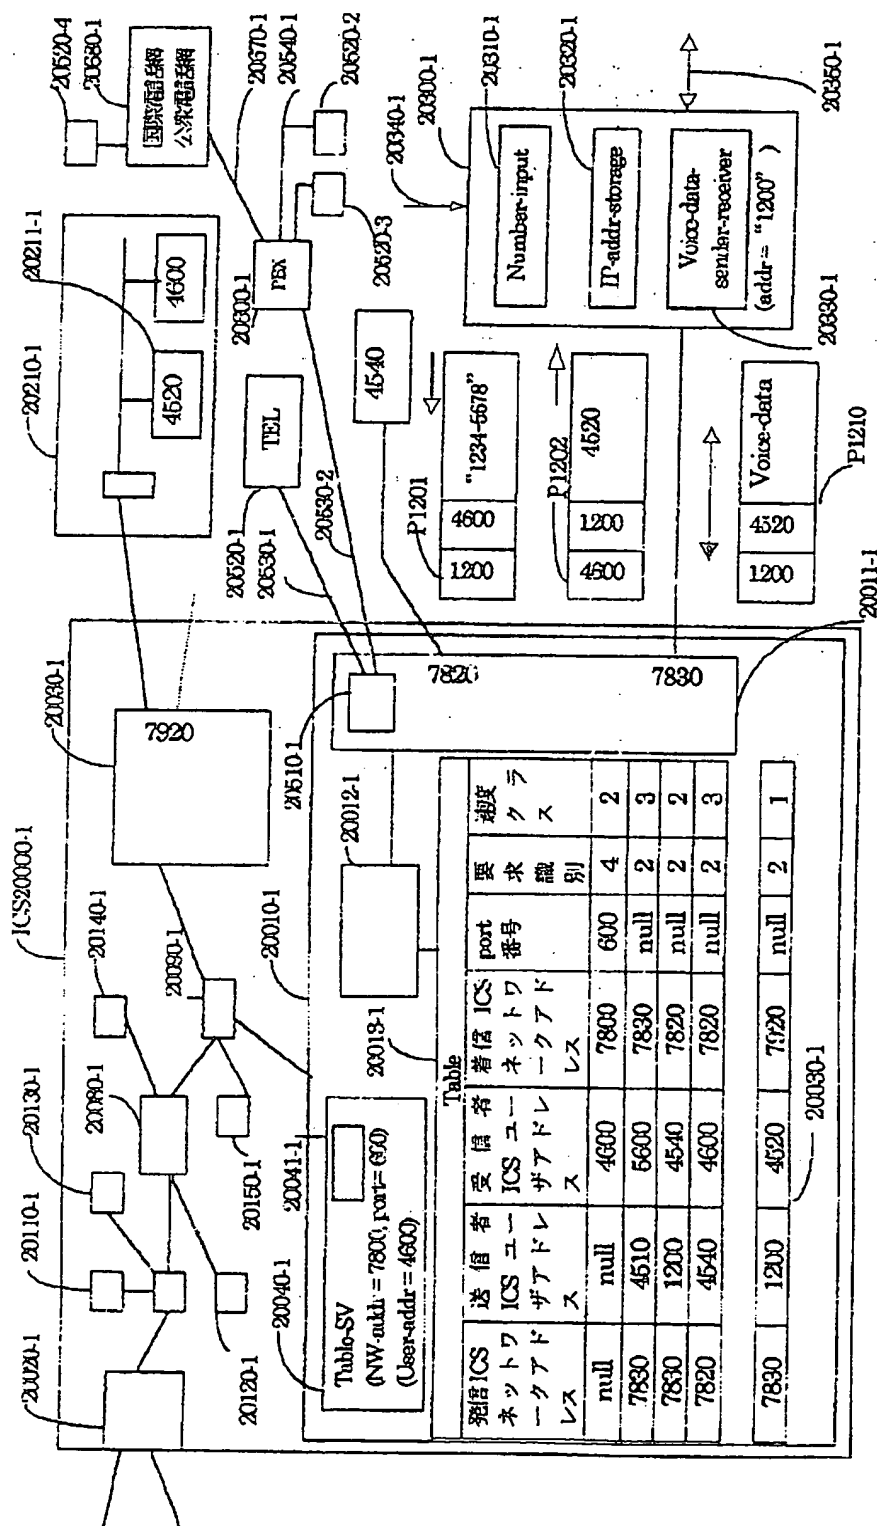 ICS20000-1
20020-1
20110-1
20130-1
20080-1
20140-1
20090-1
20030-1
7920
20120-1
20150-1
20010-1
20210-1
20211-1
4520
4600
20520-4
20680-1
国際電話網
公衆電話網
20670-1
20540-1
20520-2
20520-3
PBX
20600-1
TEL
20520-1
20530-1
20530-2
4540
20340-1
20300-1
20310-1
20320-1
Number-input
IP-addr-storage
Voice-data-
sender-receiver
(addr = "1200")
20330-1
20350-1
P1201
1200 4600 "1234-5678"
P1202
4600 1200 4520
1200 4520 Voice-data
P1210
20011-1
20510-1
7820
7830
20012-1
20013-1
20040-1
20041-1
Table-SV
(NW-addr = 7800, port= 600)
(User-addr = 4600)
Table
発信ICSネットワークアドレス 送信者ICSユーザアドレス 受信者ICSユーザアドレス 着信ICSネットワークアドレス port番号 要求識別 速度クラス
null null 4600 7800 600 4 2
7830 4510 5600 7830 null 2 3
7830 1200 4540 7820 null 2 2
7820 4540 4600 7820 null 2 3
7830 1200 4520 7920 null 2 1
20030-1